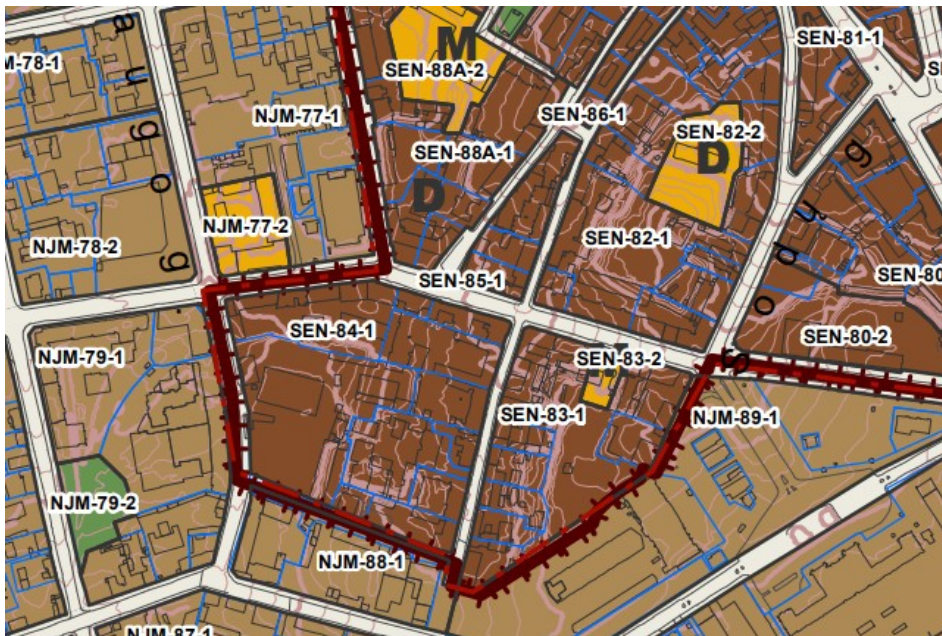 SEN-81-1
M-78-1
M
SEN-88A-2
NJM-77-1
SEN-86-1
SEN-82-2
D
SEN-88A-1
D
NJM-77-2
NJM-78-2
SEN-82-1
SEN-80
SEN-85-1
SEN-84-1
SEN-80-2
NJM-79-1
SEN-83-2
SEN-83-1
NJM-89-1
NJM-79-2
NJM-88-1
NJM-87-1